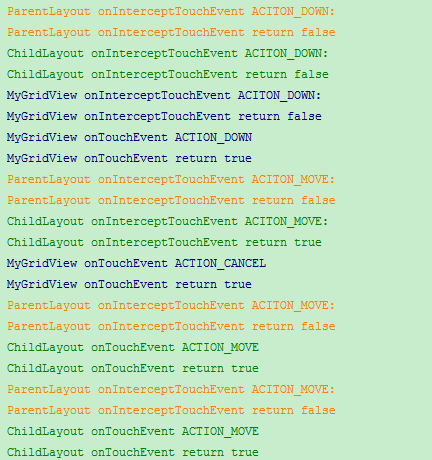 ParentLayout onInterceptTouchEvent ACITON_DOWN:
ParentLayout onInterceptTouchEvent return false
ChildLayout onInterceptTouchEvent ACITON_DOWN:
ChildLayout onInterceptTouchEvent return false
MyGridView onInterceptTouchEvent ACITON_DOWN:
MyGridView onInterceptTouchEvent return false
MyGridView onTouchEvent ACTION_DOWN
MyGridView onTouchEvent return true
ParentLayout onInterceptTouchEvent ACITON_MOVE:
ParentLayout onInterceptTouchEvent return false
ChildLayout onInterceptTouchEvent ACITON_MOVE:
ChildLayout onInterceptTouchEvent return true
MyGridView onTouchEvent ACTION_CANCEL
MyGridView onTouchEvent return true
ParentLayout onInterceptTouchEvent ACITON_MOVE:
ParentLayout onInterceptTouchEvent return false
ChildLayout onTouchEvent ACTION_MOVE
ChildLayout onTouchEvent return true
ParentLayout onInterceptTouchEvent ACITON_MOVE:
ParentLayout onInterceptTouchEvent return false
ChildLayout onTouchEvent ACTION_MOVE
ChildLayout onTouchEvent return true